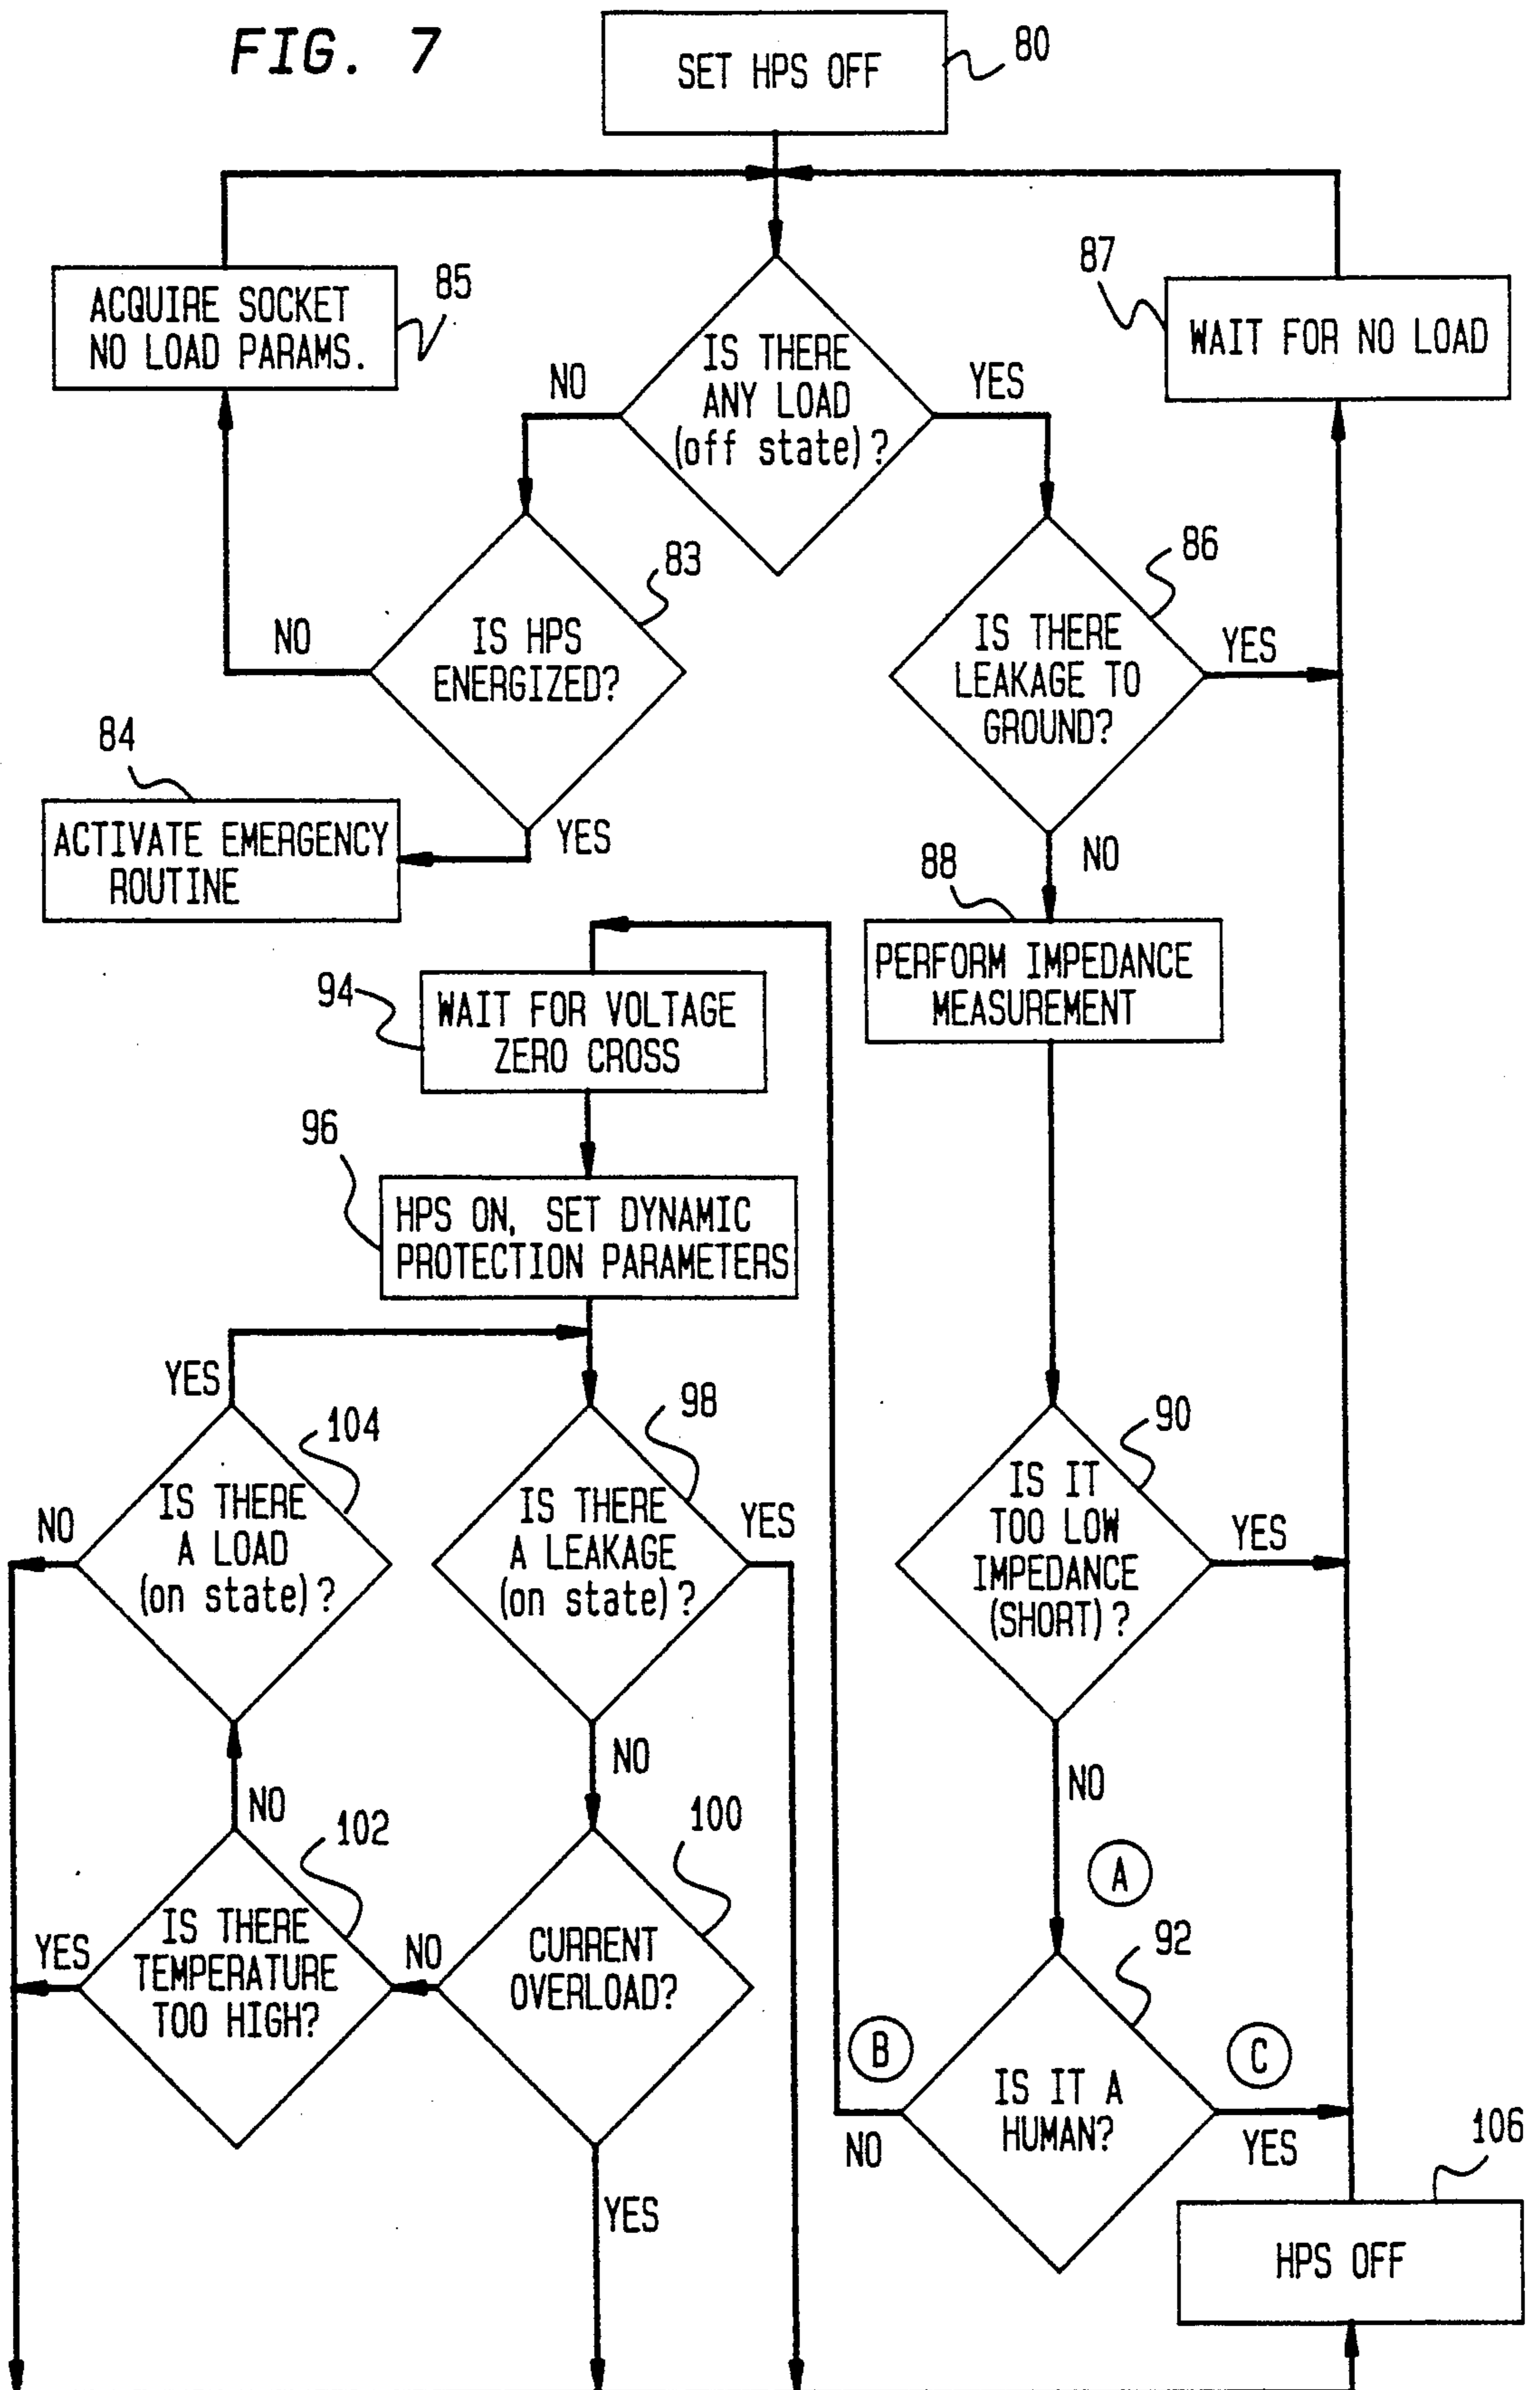 FIG. 7
SET HPS OFF
80
ACQUIRE SOCKET
NO LOAD PARAMS.
85
87
WAIT FOR NO LOAD
IS THERE
ANY LOAD
(off state)?
NO
YES
83
IS HPS
ENERGIZED?
NO
YES
84
ACTIVATE EMERGENCY
ROUTINE
86
IS THERE
LEAKAGE TO
GROUND?
YES
NO
88
PERFORM IMPEDANCE
MEASUREMENT
94
WAIT FOR VOLTAGE
ZERO CROSS
96
HPS ON, SET DYNAMIC
PROTECTION PARAMETERS
YES
104
IS THERE
A LOAD
(on state)?
NO
98
IS THERE
A LEAKAGE
(on state)?
YES
NO
90
IS IT
TOO LOW
IMPEDANCE
(SHORT)?
YES
NO
NO
102
IS THERE
TEMPERATURE
TOO HIGH?
YES
NO
100
CURRENT
OVERLOAD?
YES
A
92
IS IT A
HUMAN?
B
NO
C
YES
106
HPS OFF